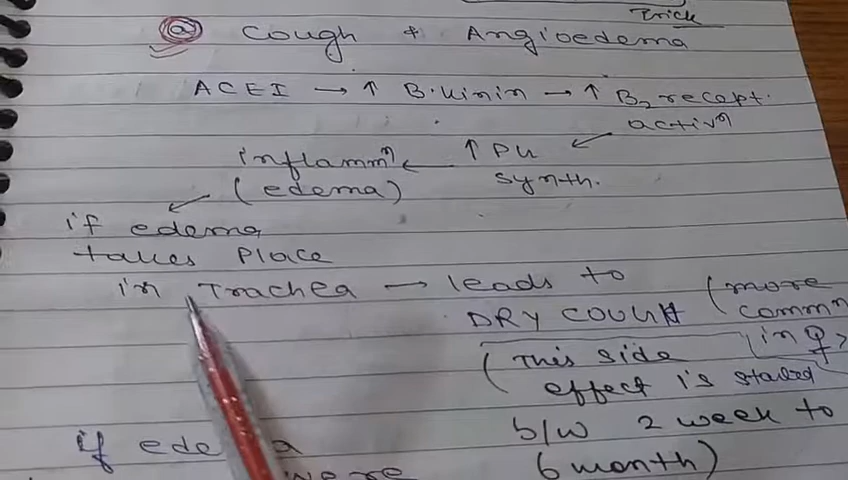 Trick
(a) Cough & Angioedema
ACEI → ↑ B.kinin → ↑ B2 recept.
activn
↑ PG
synth.
inflammn ←
(edema)
if edema
takes place
in Trachea → leads to
DRY COUGH (more
commn
in ♀>
(This side
effect is started
b/w 2 week to
6 month)
if ede a
were